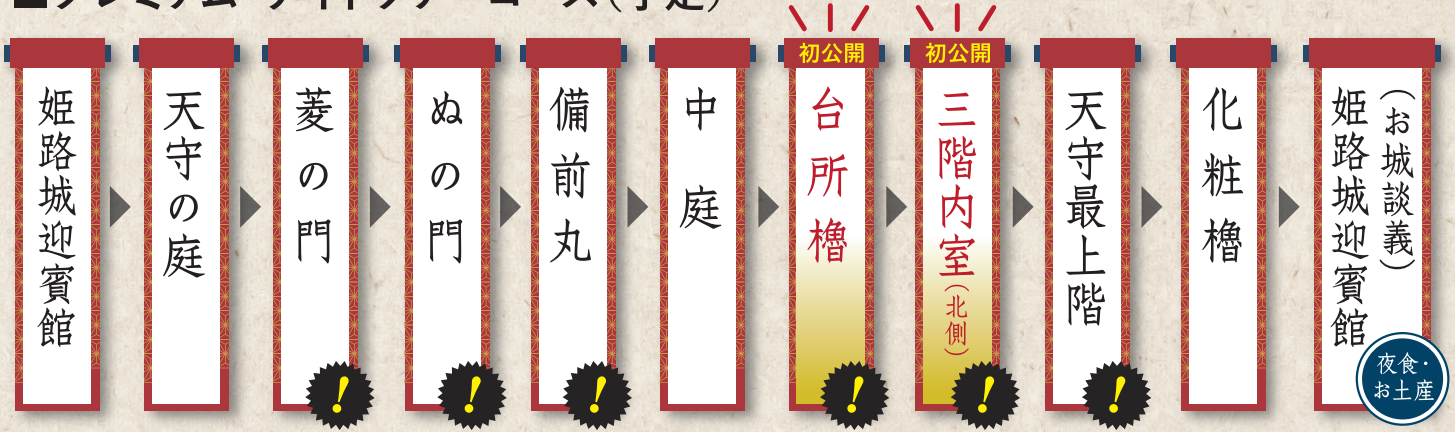 姫路城迎賓館
天守の庭
菱の門
!
ぬの門
!
備前丸
!
中庭
初公開
台所櫓
!
初公開
三階内室(北側)
!
天守最上階
!
化粧櫓
(お城談義)
姫路城迎賓館
夜食・
お土産